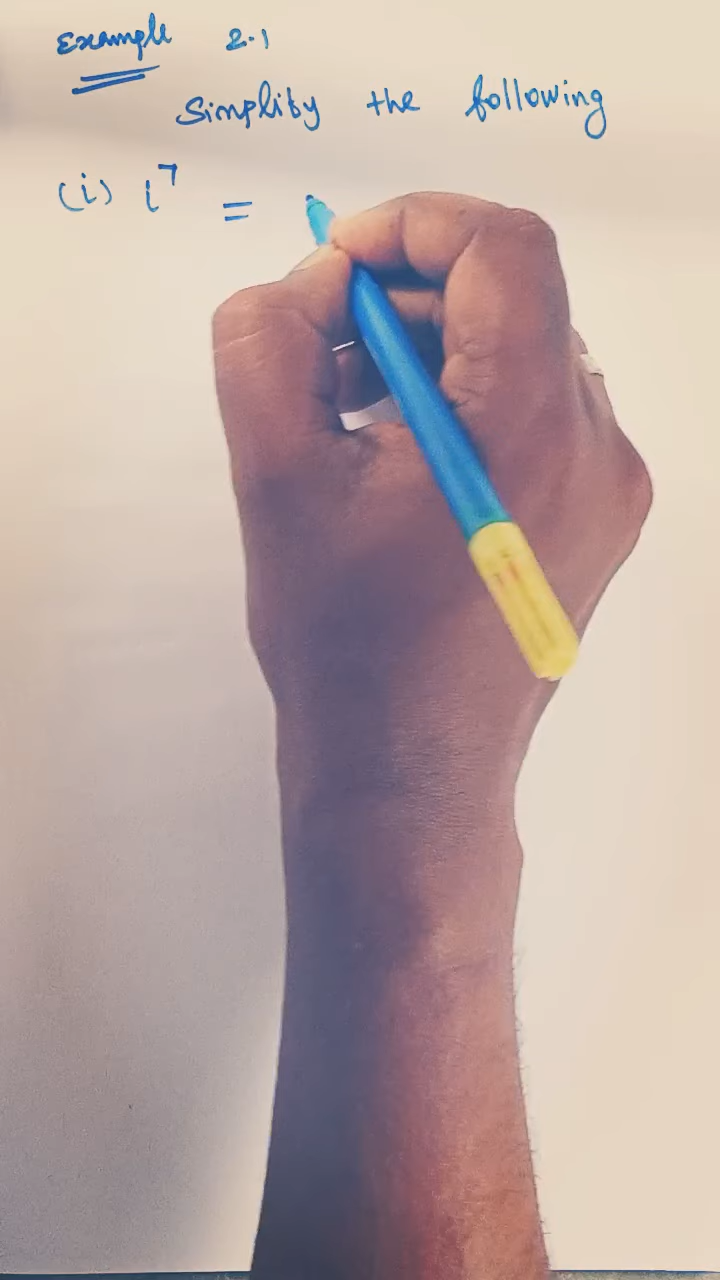 Example 2.1
Simplify the following
(i) i⁷ =